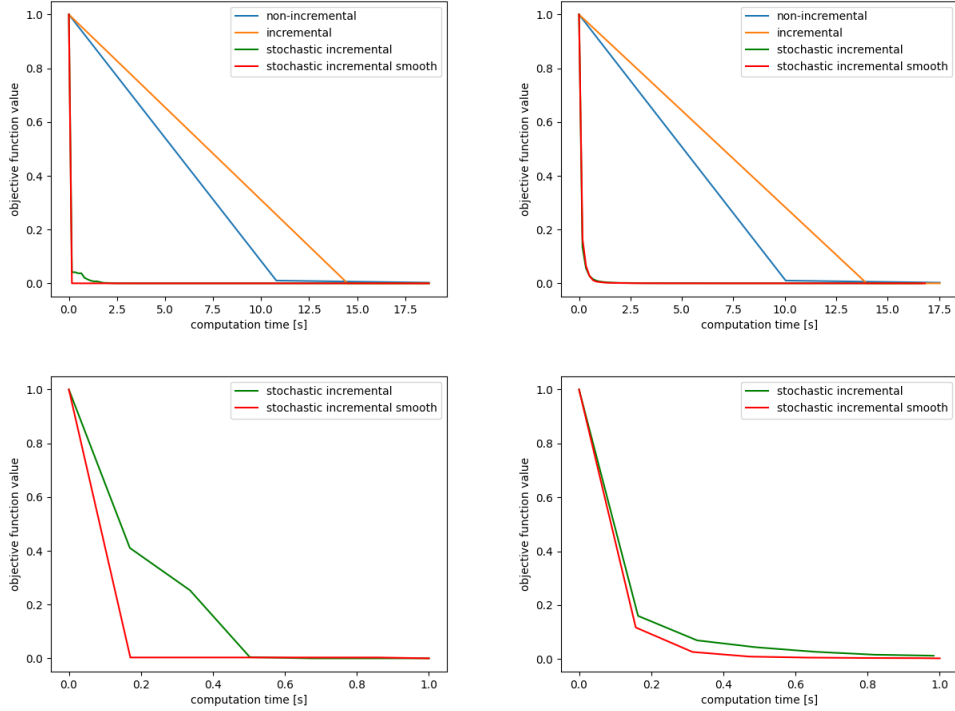 1.0
0.8
0.6
0.4
0.2
0.0
objective function value
non-incremental
incremental
stochastic incremental
stochastic incremental smooth
0.0 2.5 5.0 7.5 10.0 12.5 15.0 17.5
computation time [s]
1.0
0.8
0.6
0.4
0.2
0.0
objective function value
non-incremental
incremental
stochastic incremental
stochastic incremental smooth
0.0 2.5 5.0 7.5 10.0 12.5 15.0 17.5
computation time [s]
1.0
0.8
0.6
0.4
0.2
0.0
objective function value
stochastic incremental
stochastic incremental smooth
0.0 0.2 0.4 0.6 0.8 1.0
computation time [s]
1.0
0.8
0.6
0.4
0.2
0.0
objective function value
stochastic incremental
stochastic incremental smooth
0.0 0.2 0.4 0.6 0.8 1.0
computation time [s]